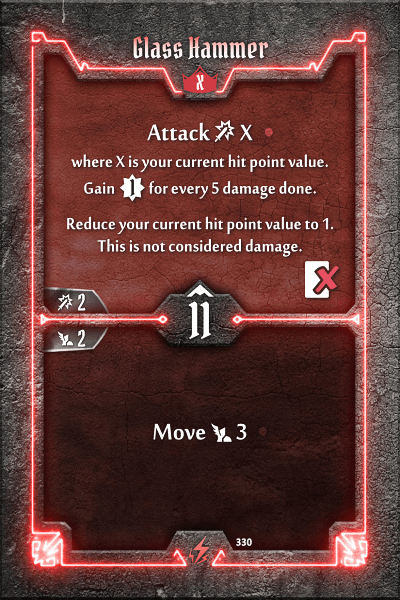 Glass Hammer
X
Attack X
where X is your current hit point value.
Gain 1 for every 5 damage done.
Reduce your current hit point value to 1.
This is not considered damage.
2
11
2
Move 3
330